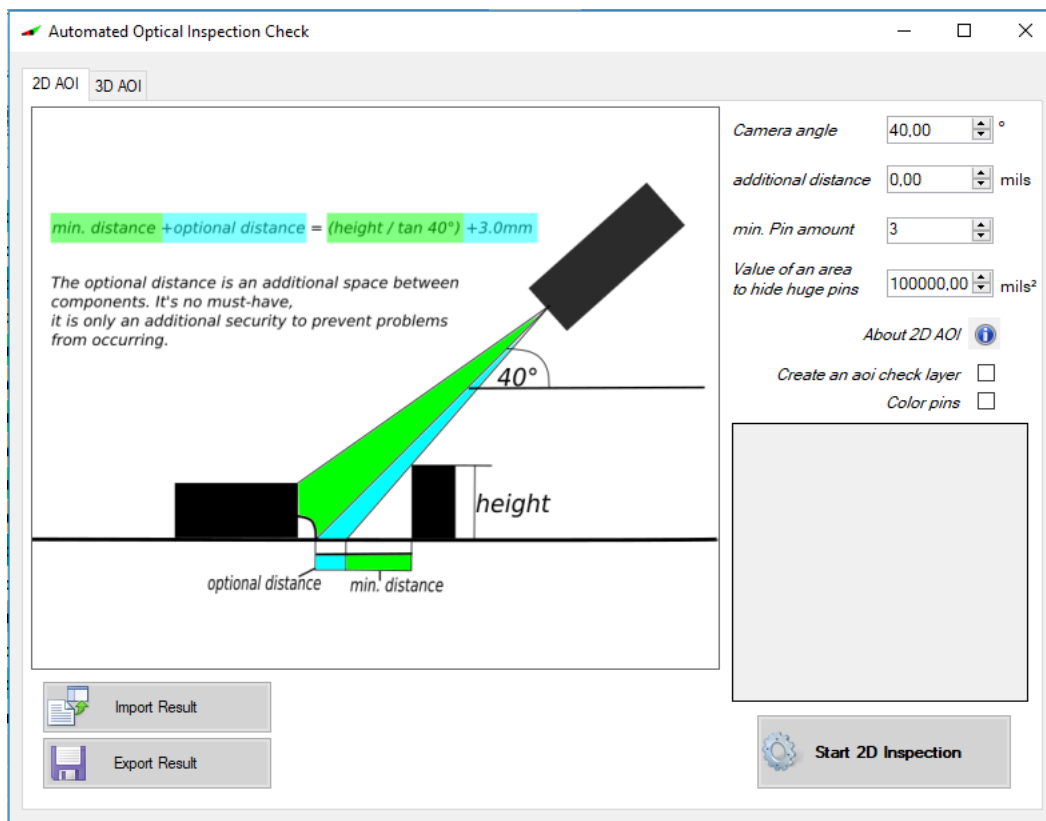 Automated Optical Inspection Check
2D AOI
3D AOI
min. distance +optional distance = (height / tan 40°) +3.0mm
The optional distance is an additional space between
components. It's no must-have,
it is only an additional security to prevent problems
from occurring.
40°
height
optional distance
min. distance
Camera angle 40,00 °
additional distance 0,00 mils
min. Pin amount 3
Value of an area
to hide huge pins 100000,00 mils²
About 2D AOI
Create an aoi check layer
Color pins
Import Result
Export Result
Start 2D Inspection